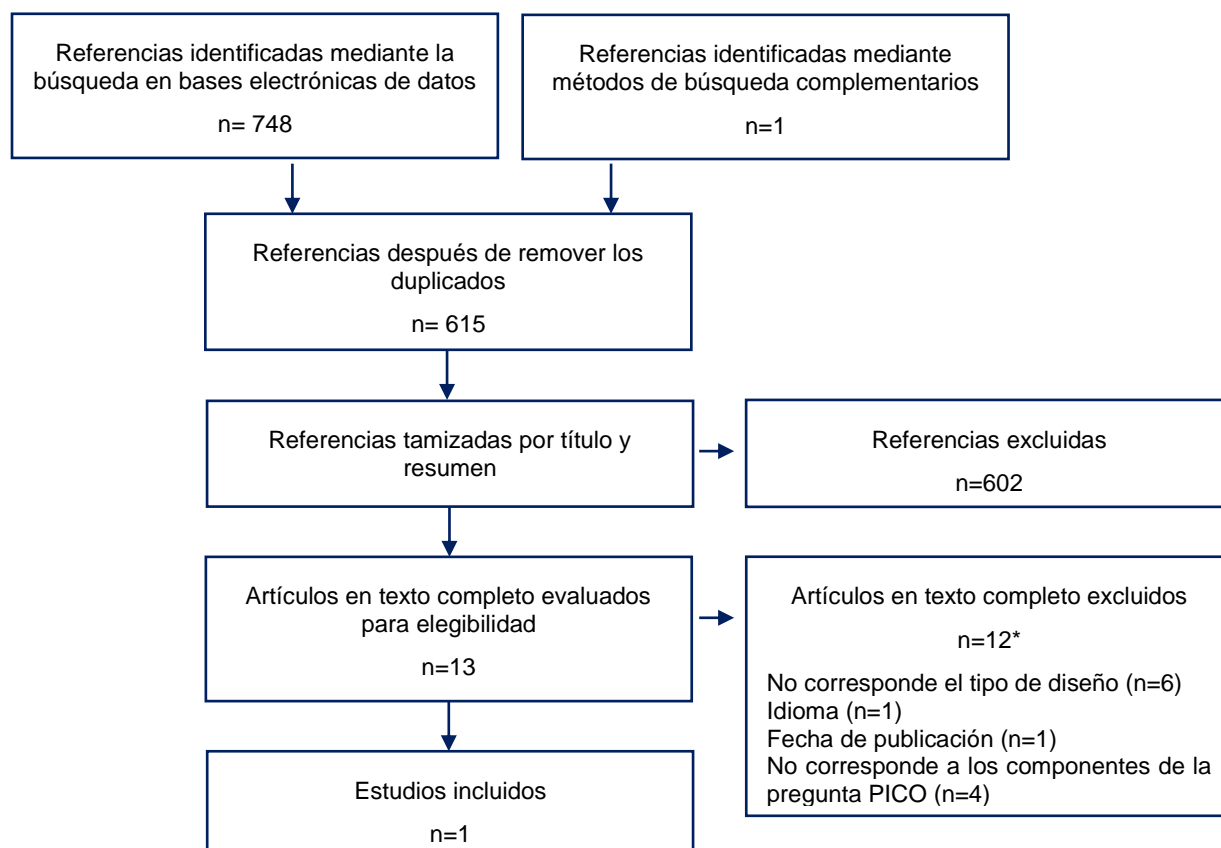 Referencias identificadas mediante la
búsqueda en bases electrónicas de datos
n= 748
Referencias identificadas mediante
métodos de búsqueda complementarios
n=1
Referencias después de remover los
duplicados
n= 615
Referencias tamizadas por título y
resumen
Referencias excluidas
n=602
Artículos en texto completo evaluados
para elegibilidad
n=13
Artículos en texto completo excluidos
n=12*
No corresponde el tipo de diseño (n=6)
Idioma (n=1)
Fecha de publicación (n=1)
No corresponde a los componentes de la
pregunta PICO (n=4)
Estudios incluidos
n=1